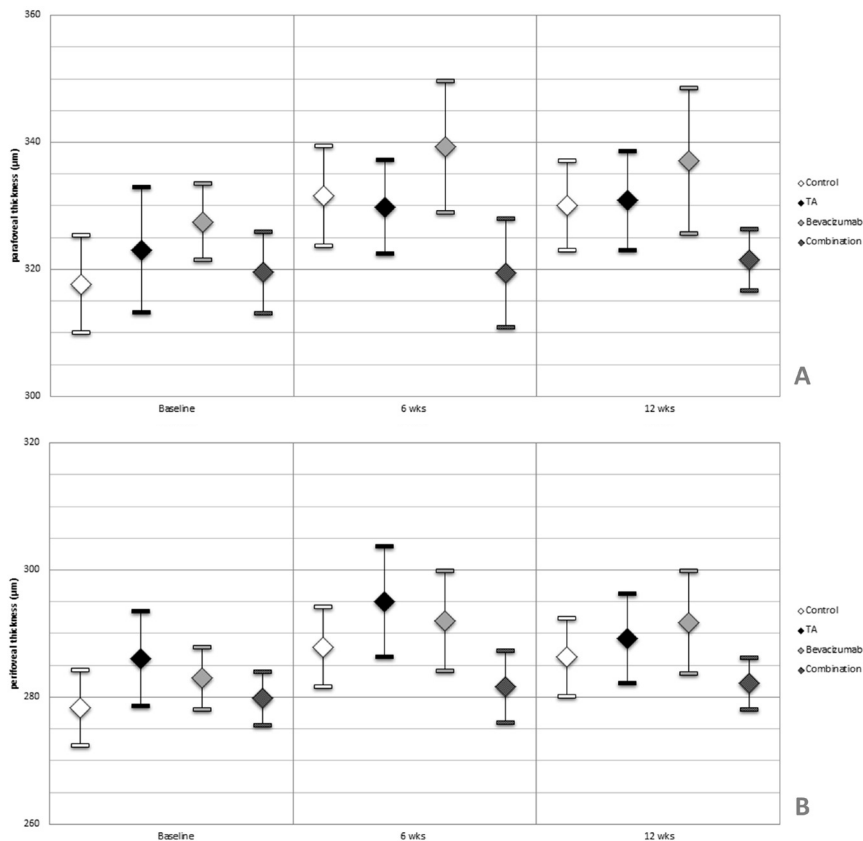 360
340
320
300
parafoveal thickness (µm)
Baseline
6 wks
12 wks
Control
TA
Bevacizumab
Combination
A
320
300
280
260
perifoveal thickness (µm)
Baseline
6 wks
12 wks
Control
TA
Bevacizumab
Combination
B